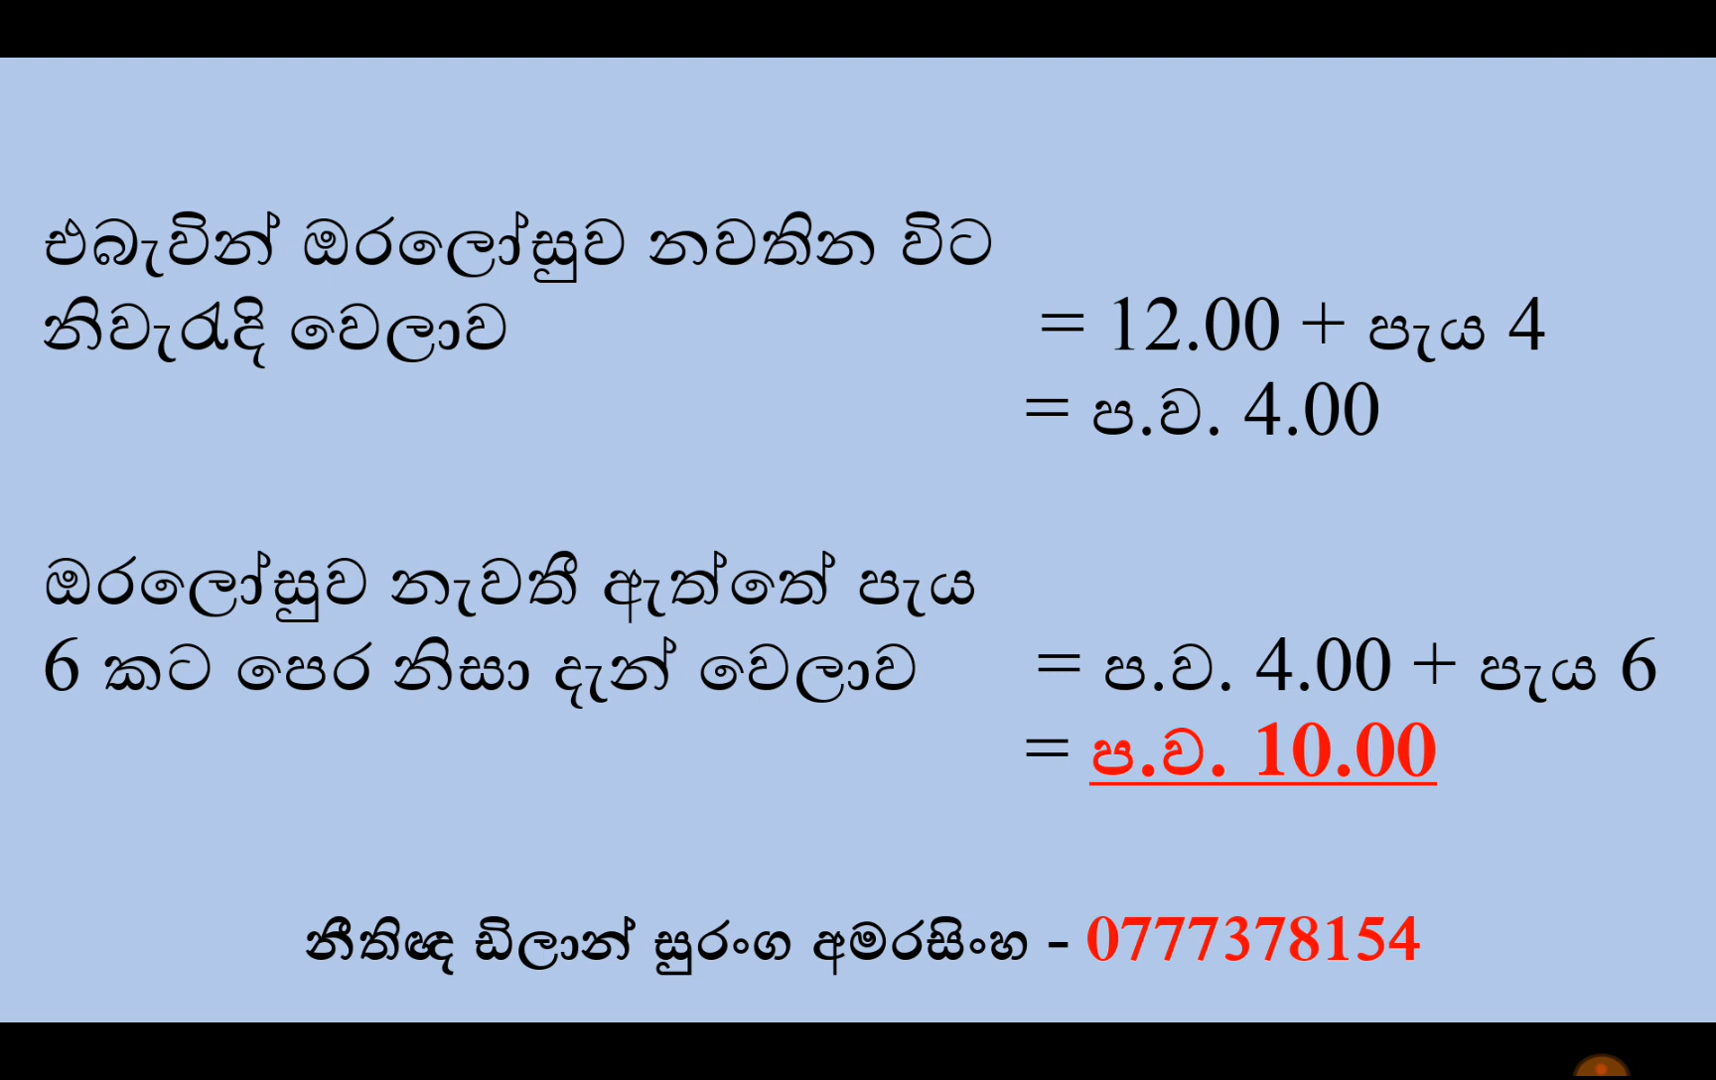 එබැවින් ඔරලෝසුව නවතින විට
නිවැරැදි වෙලාව = 12.00 + පැය 4
= ප.ව. 4.00
ඔරලෝසුව නැවතී ඇත්තේ පැය
6 කට පෙර නිසා දැන් වෙලාව = ප.ව. 4.00 + පැය 6
= ප.ව. 10.00
නීතිඥ ඩිලාන් සුරංග අමරසිංහ - 0777378154